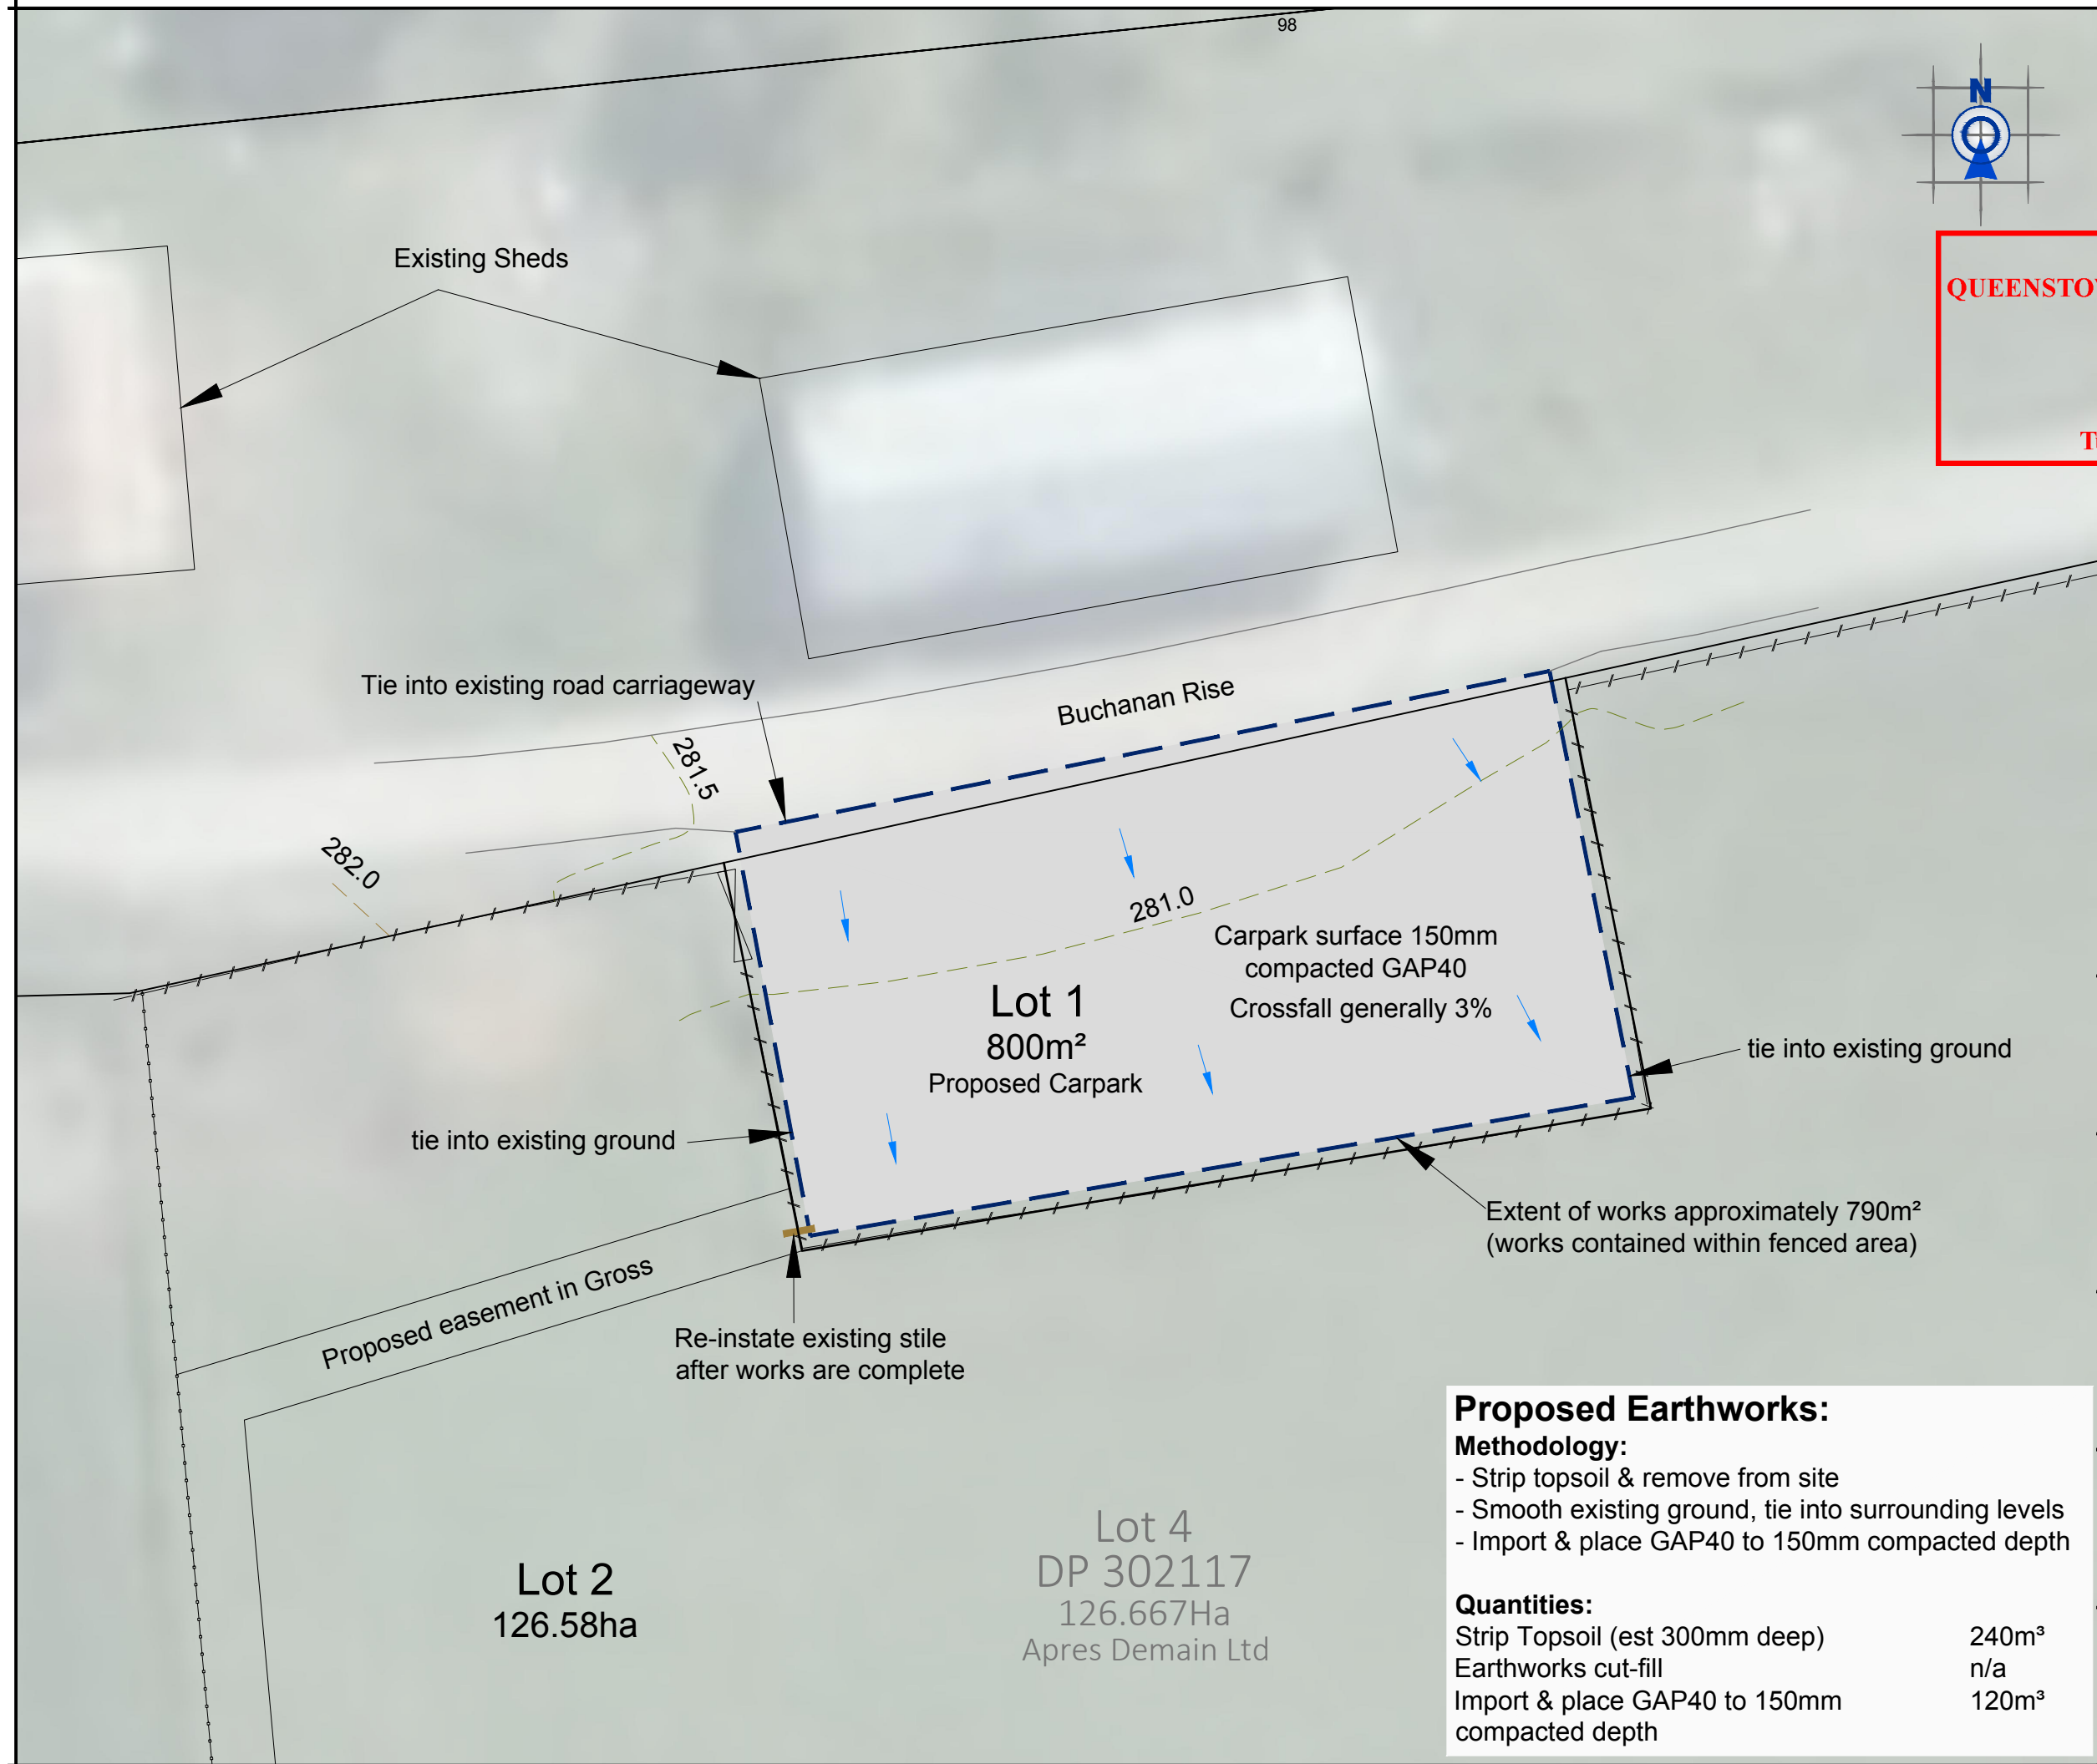 98
N
Existing Sheds
QUEENSTO
Tie into existing road carriageway
Buchanan Rise
281.5
282.0
281.0
Carpark surface 150mm
compacted GAP40
Crossfall generally 3%
Lot 1
800m²
Proposed Carpark
tie into existing ground
tie into existing ground
Extent of works approximately 790m²
(works contained within fenced area)
Proposed easement in Gross
Re-instate existing stile
after works are complete
Lot 2
126.58ha
Lot 4
DP 302117
126.667Ha
Apres Demain Ltd
Proposed Earthworks:
Methodology:
- Strip topsoil & remove from site
- Smooth existing ground, tie into surrounding levels
- Import & place GAP40 to 150mm compacted depth
Quantities:
Strip Topsoil (est 300mm deep) 240m³
Earthworks cut-fill n/a
Import & place GAP40 to 150mm 120m³
compacted depth